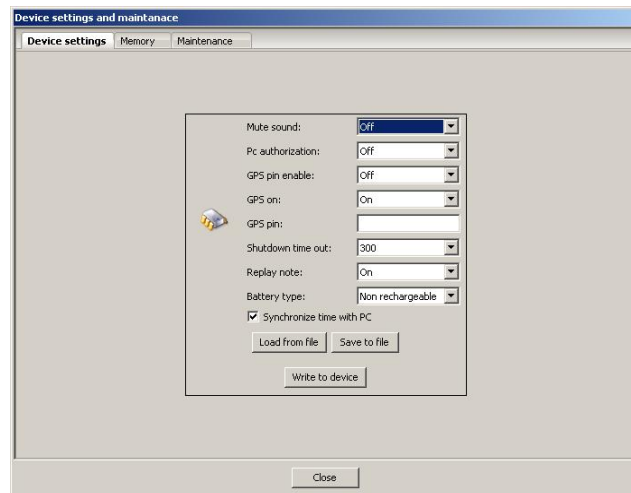 Device settings and maintanace
Device settings Memory Maintenance
Mute sound: Off
Pc authorization: Off
GPS pin enable: Off
GPS on: On
GPS pin:
Shutdown time out: 300
Replay note: On
Battery type: Non rechargeable
Synchronize time with PC
Load from file Save to file
Write to device
Close